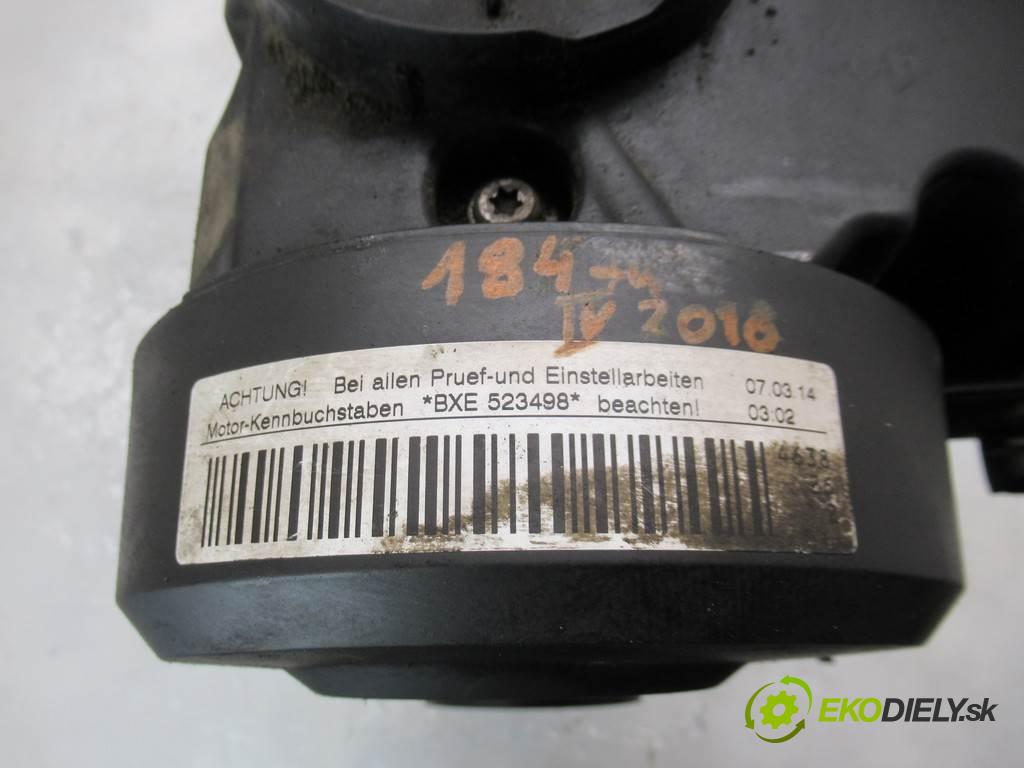 184-4
IV 2016
ACHTUNG! Bei allen Pruef-und Einstellarbeiten 07.03.14
Motor-Kennbuchstaben *BXE 523498* beachten! 03:02
4638
EKODIELY.sk